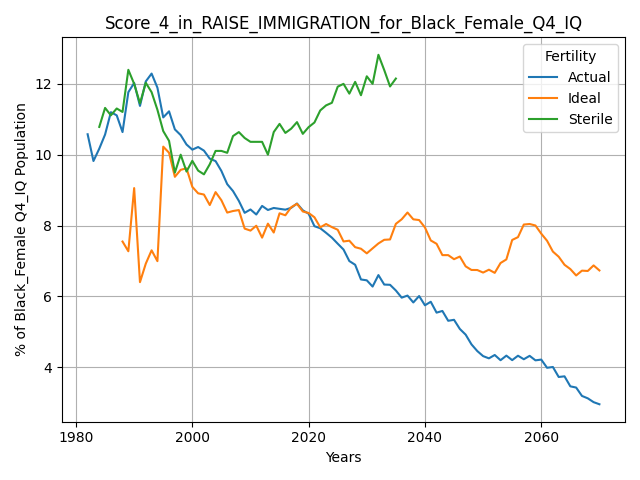 Score_4_in_RAISE_IMMIGRATION_for_Black_Female_Q4_IQ
% of Black_Female Q4_IQ Population
12
10
8
6
4
Fertility
Actual
Ideal
Sterile
1980
2000
2020
2040
2060
Years